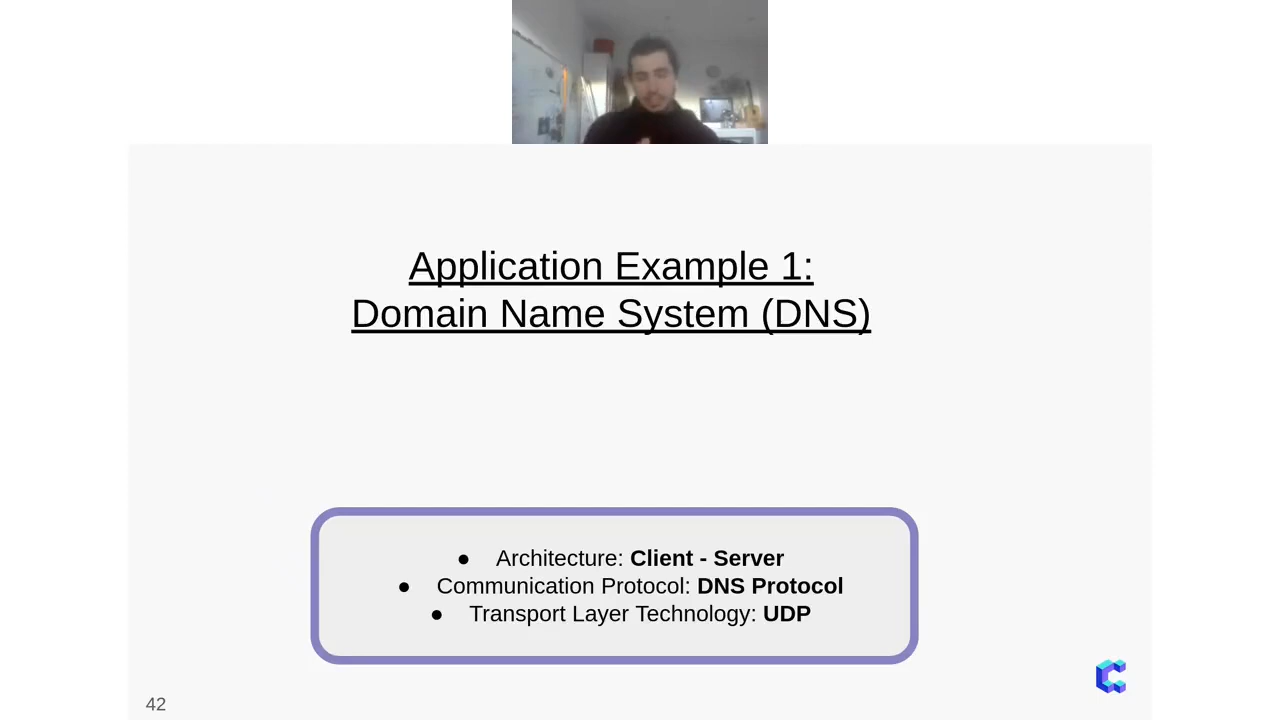 Application Example 1:
Domain Name System (DNS)
● Architecture: Client - Server
● Communication Protocol: DNS Protocol
● Transport Layer Technology: UDP
42